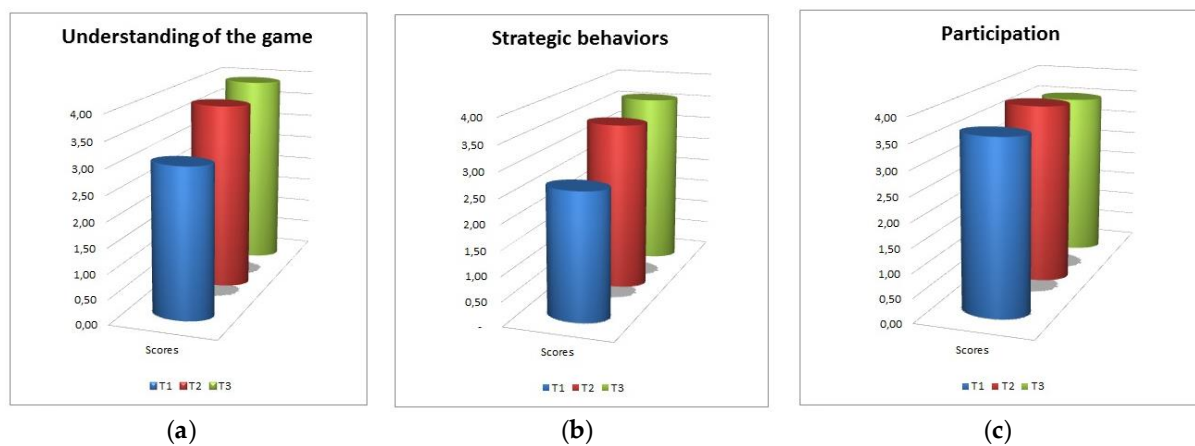 Understanding of the game
4,00
3,50
3,00
2,50
2,00
1,50
1,00
0,50
0,00
Scores
T1 T2 T3
(a)
Strategic behaviors
4,00
3,50
3,00
2,50
2,00
1,50
1,00
0,50
-
Scores
T1 T2 T3
(b)
Participation
4,00
3,50
3,00
2,50
2,00
1,50
1,00
0,50
0,00
Scores
T1 T2 T3
(c)